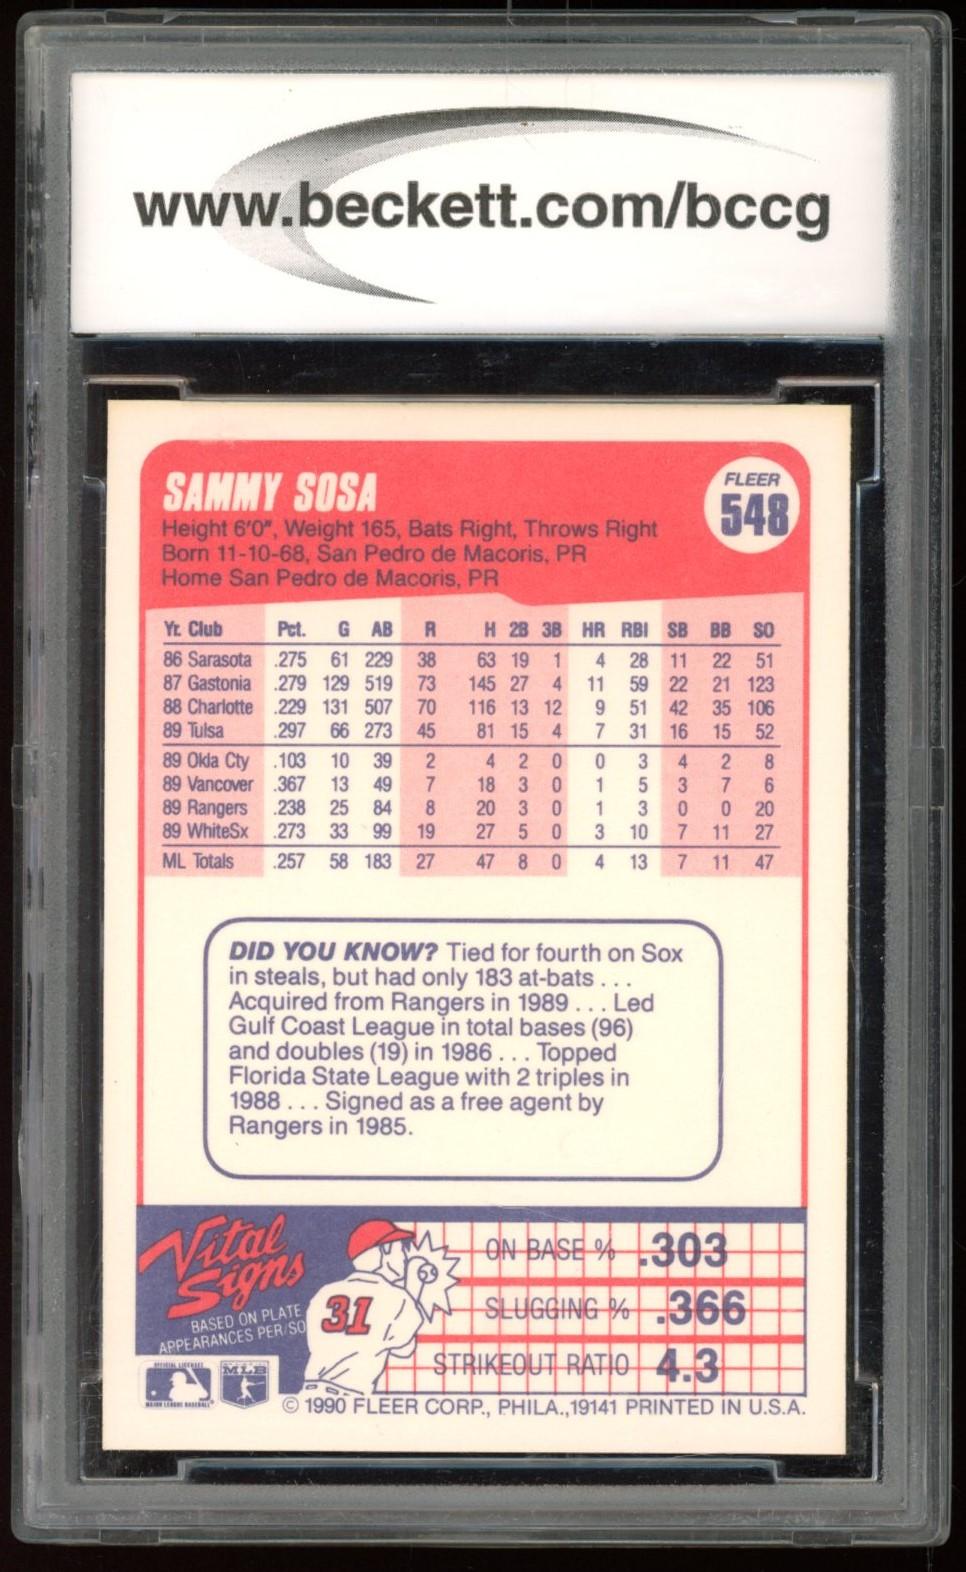 www.beckett.com/bccg
SAMMY SOSA
FLEER
548
Height 6'0", Weight 165, Bats Right, Throws Right
Born 11-10-68, San Pedro de Macoris, PR
Home San Pedro de Macoris, PR
Yr. Club Pct. G AB R H 2B 3B HR RBI SB BB SO
86 Sarasota .275 61 229 38 63 19 1 4 28 11 22 51
87 Gastonia .279 129 519 73 145 27 4 11 59 22 21 123
88 Charlotte .229 131 507 70 116 13 12 9 51 42 35 106
89 Tulsa .297 66 273 45 81 15 4 7 31 16 15 52
89 Okla Cty .103 10 39 2 4 2 0 0 3 4 2 8
89 Vancover .367 13 49 7 18 3 0 1 5 3 7 6
89 Rangers .238 25 84 8 20 3 0 1 3 0 0 20
89 WhiteSx .273 33 99 19 27 5 0 3 10 7 11 27
ML Totals .257 58 183 27 47 8 0 4 13 7 11 47
DID YOU KNOW? Tied for fourth on Sox
in steals, but had only 183 at-bats . . .
Acquired from Rangers in 1989 . . . Led
Gulf Coast League in total bases (96)
and doubles (19) in 1986 . . . Topped
Florida State League with 2 triples in
1988 . . . Signed as a free agent by
Rangers in 1985.
Vital
Signs
BASED ON PLATE
APPEARANCES PER/SO
31
ON BASE % .303
SLUGGING % .366
STRIKEOUT RATIO 4.3
OFFICIAL LICENSEE
MAJOR LEAGUE BASEBALL
MLB
© 1990 FLEER CORP., PHILA.,19141 PRINTED IN U.S.A.